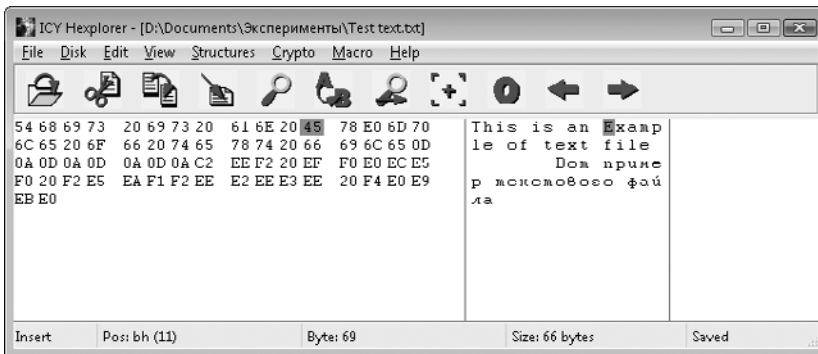 ICY Hexplorer - [D:\Documents\Эксперименты\Test text.txt]
File Disk Edit View Structures Crypto Macro Help
54 68 69 73 20 69 73 20 61 6E 20 45 78 E0 6D 70 This is an Examp
6C 65 20 6F 66 20 74 65 78 74 20 66 69 6C 65 0D le of text file
0A 0D 0A 0D 0A 0D 0A C2 EE F2 20 EF F0 E0 EC E5 Вот приме
F0 20 F2 E5 EA F1 F2 EE E2 EE E3 EE 20 F4 E0 E9 р текстового фай
EB E0 ла
Insert Pos: bh (11) Byte: 69 Size: 66 bytes Saved